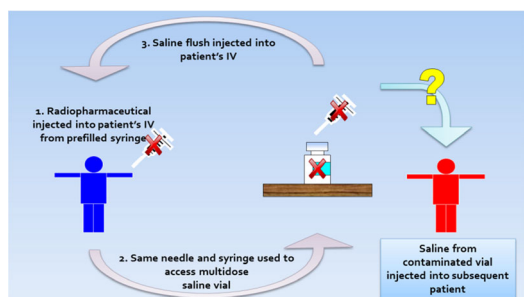 3. Saline flush injected into
patient's IV
1. Radiopharmaceutical
injected into patient's IV
from prefilled syringe
?
2. Same needle and syringe used to
access multidose
saline vial
Saline from
contaminated vial
injected into subsequent
patient